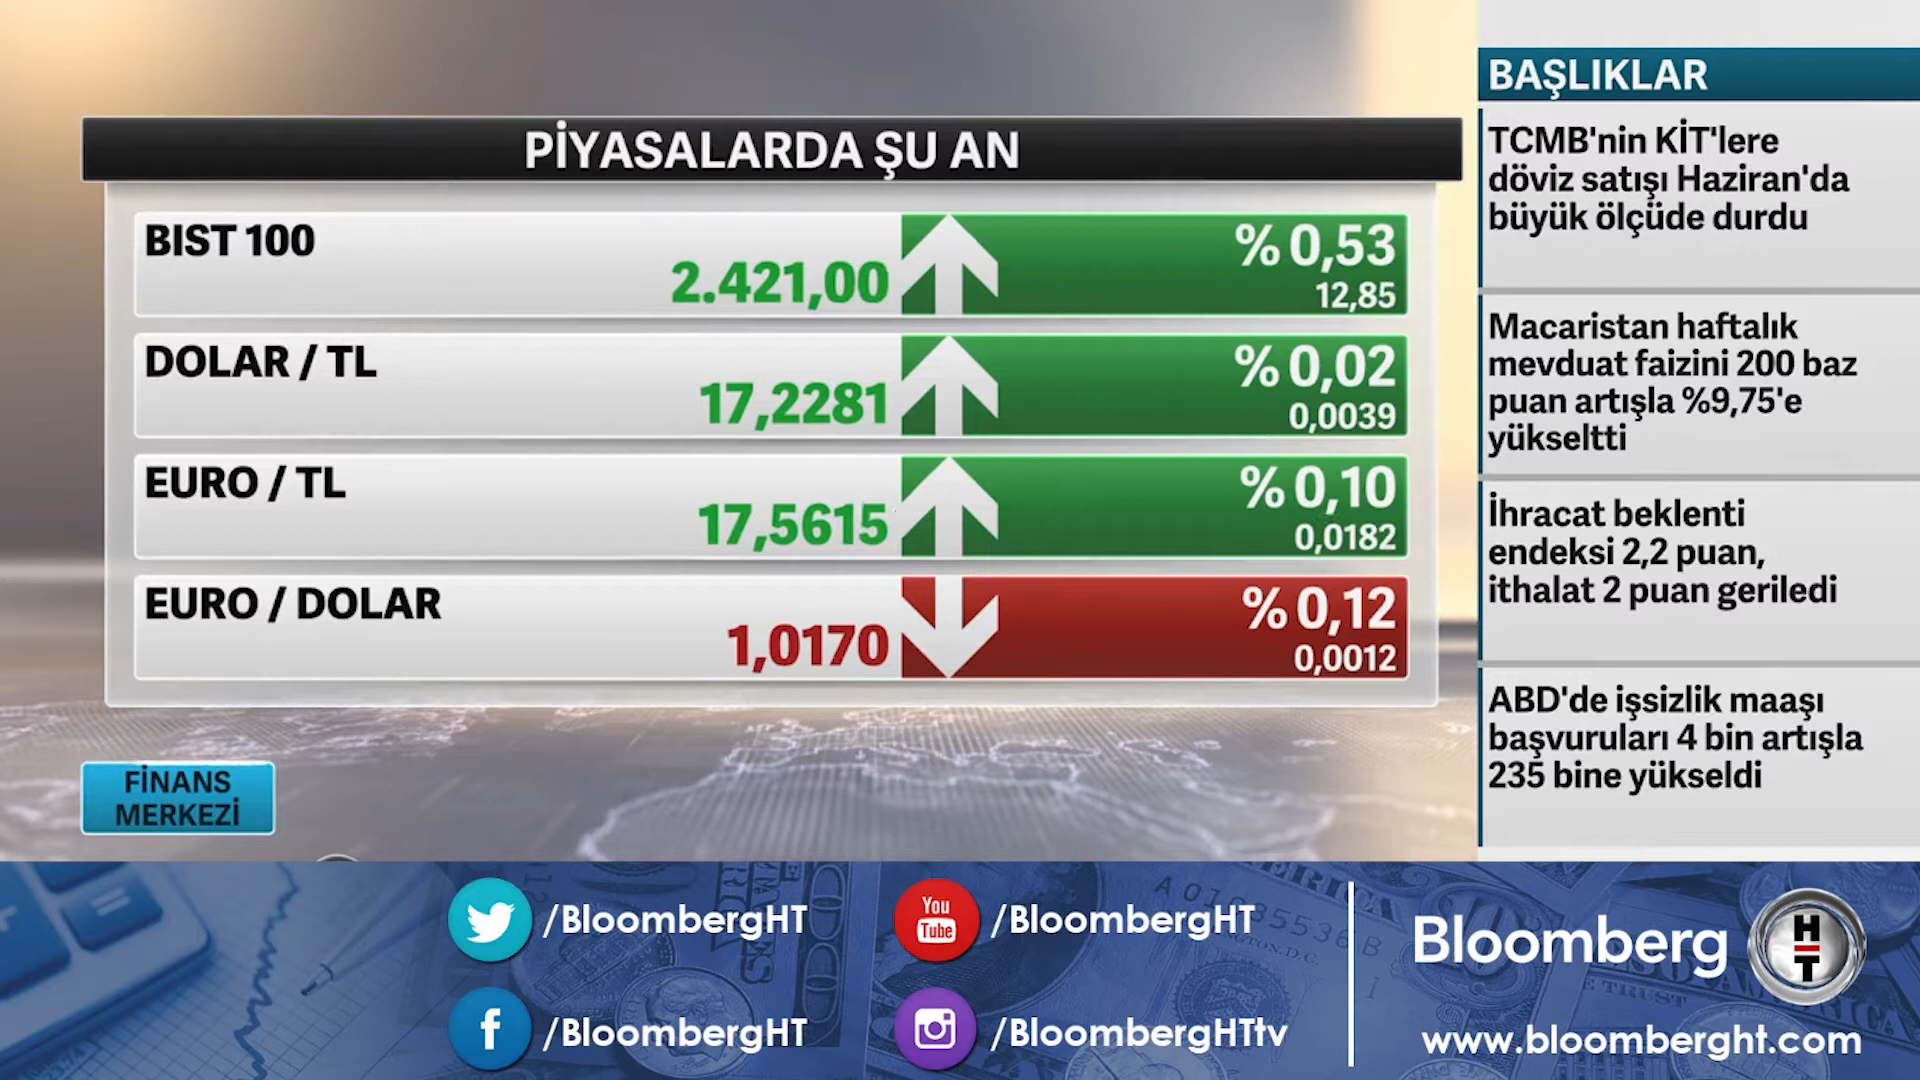 PİYASALARDA ŞU AN
BIST 100
2.421,00
% 0,53
12,85
DOLAR / TL
17,2281
% 0,02
0,0039
EURO / TL
17,5615
% 0,10
0,0182
EURO / DOLAR
1,0170
% 0,12
0,0012
FİNANS
MERKEZİ
BAŞLIKLAR
TCMB'nin KİT'lere
döviz satışı Haziran'da
büyük ölçüde durdu
Macaristan haftalık
mevduat faizini 200 baz
puan artışla %9,75'e
yükseltti
İhracat beklenti
endeksi 2,2 puan,
ithalat 2 puan geriledi
ABD'de işsizlik maaşı
başvuruları 4 bin artışla
235 bine yükseldi
/BloombergHT
You
Tube
/BloombergHT
f
/BloombergHT
/BloombergHTtv
Bloomberg
H
T
www.bloomberght.com